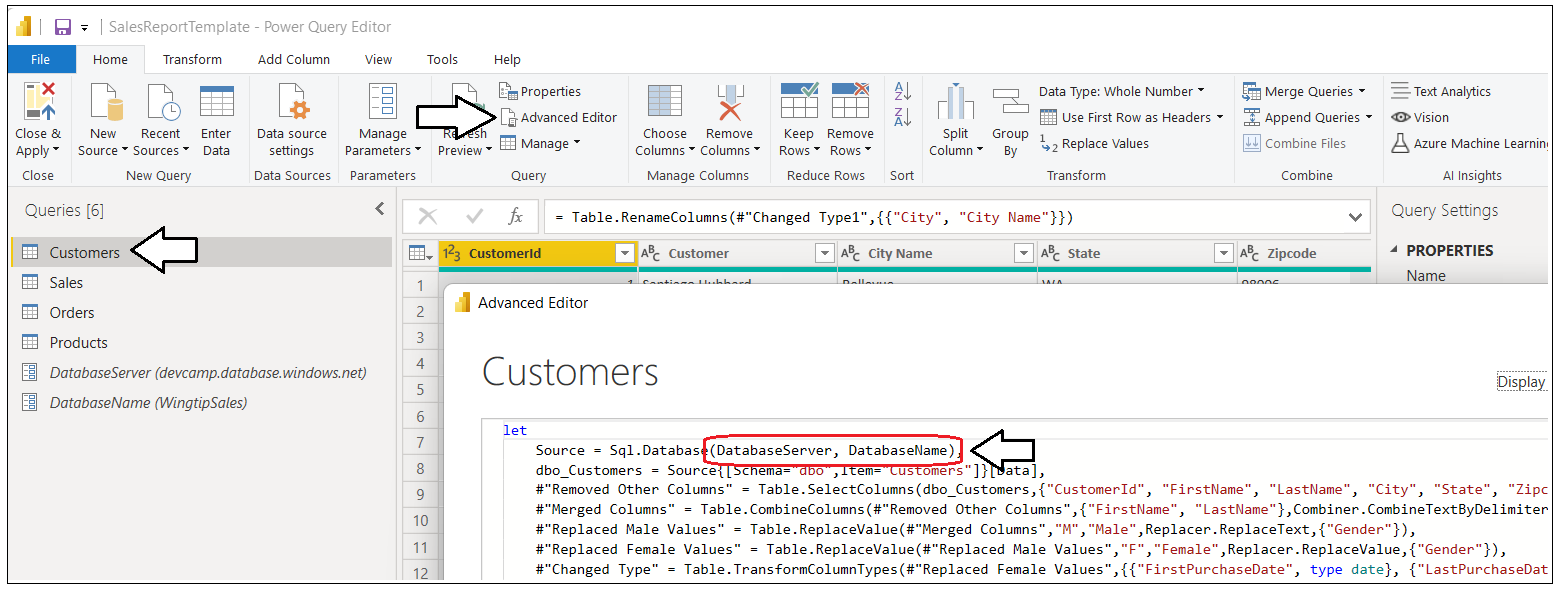 SalesReportTemplate - Power Query Editor
File Home Transform Add Column View Tools Help
Close & Apply
Close
New Source
Recent Sources
Enter Data
New Query
Data source settings
Data Sources
Manage Parameters
Parameters
Refresh Preview
Properties
Advanced Editor
Manage
Query
Choose Columns
Remove Columns
Manage Columns
Keep Rows
Remove Rows
Reduce Rows
A Z
Z A
Sort
Split Column
Group By
Data Type: Whole Number
Use First Row as Headers
1 2 Replace Values
Transform
Merge Queries
Append Queries
Combine Files
Combine
Text Analytics
Vision
Azure Machine Learning
AI Insights
Queries [6]
Customers
Sales
Orders
Products
DatabaseServer (devcamp.database.windows.net)
DatabaseName (WingtipSales)
fx = Table.RenameColumns(#"Changed Type1",{{"City", "City Name"}})
123 CustomerId ABC Customer ABC City Name ABC State ABC Zipcode
1 1 Santiago Hubbard Bellevue WA 98006
2
3
4
5
6
7
8
9
10
11
12
Query Settings
PROPERTIES
Name
Advanced Editor
Customers
Display
let
Source = Sql.Database(DatabaseServer, DatabaseName),
dbo_Customers = Source{[Schema="dbo",Item="Customers"]}[Data],
#"Removed Other Columns" = Table.SelectColumns(dbo_Customers,{"CustomerId", "FirstName", "LastName", "City", "State", "Zipc
#"Merged Columns" = Table.CombineColumns(#"Removed Other Columns",{"FirstName", "LastName"},Combiner.CombineTextByDelimiter
#"Replaced Male Values" = Table.ReplaceValue(#"Merged Columns","M","Male",Replacer.ReplaceText,{"Gender"}),
#"Replaced Female Values" = Table.ReplaceValue(#"Replaced Male Values","F","Female",Replacer.ReplaceValue,{"Gender"}),
#"Changed Type" = Table.TransformColumnTypes(#"Replaced Female Values",{{"FirstPurchaseDate", type date}, {"LastPurchaseDat